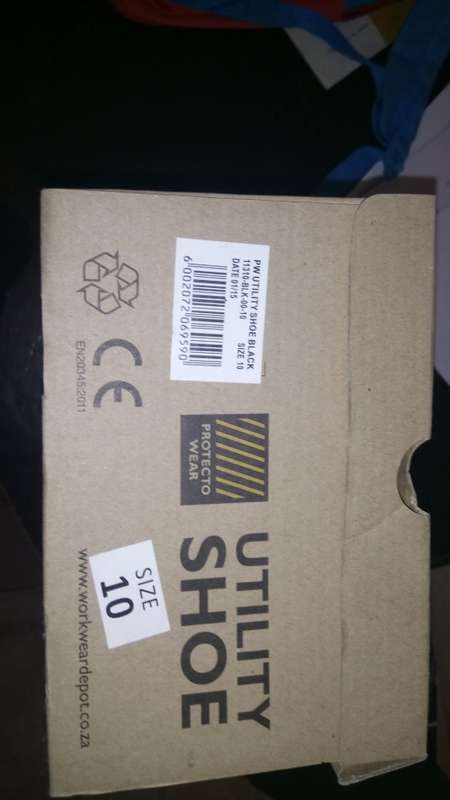 PW UTILITY SHOE BLACK
11310-BLK-00-10 SIZE 10
DATE 01/15
6 002072 069590
CE
EN20345:2011
PROTECTO
WEAR
UTILITY
SHOE
SIZE
10
www.workweardepot.co.za